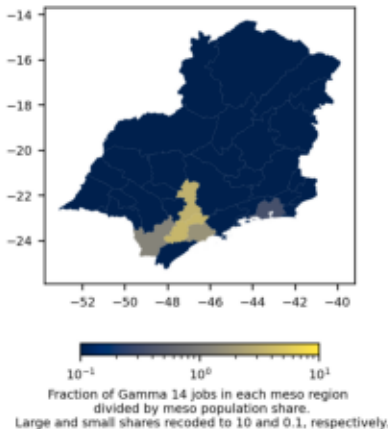 −14
−16
−18
−20
−22
−24
−52 −50 −48 −46 −44 −42 −40
10⁻¹ 10⁰ 10¹
Fraction of Gamma 14 jobs in each meso region
divided by meso population share.
Large and small shares recoded to 10 and 0.1, respectively.